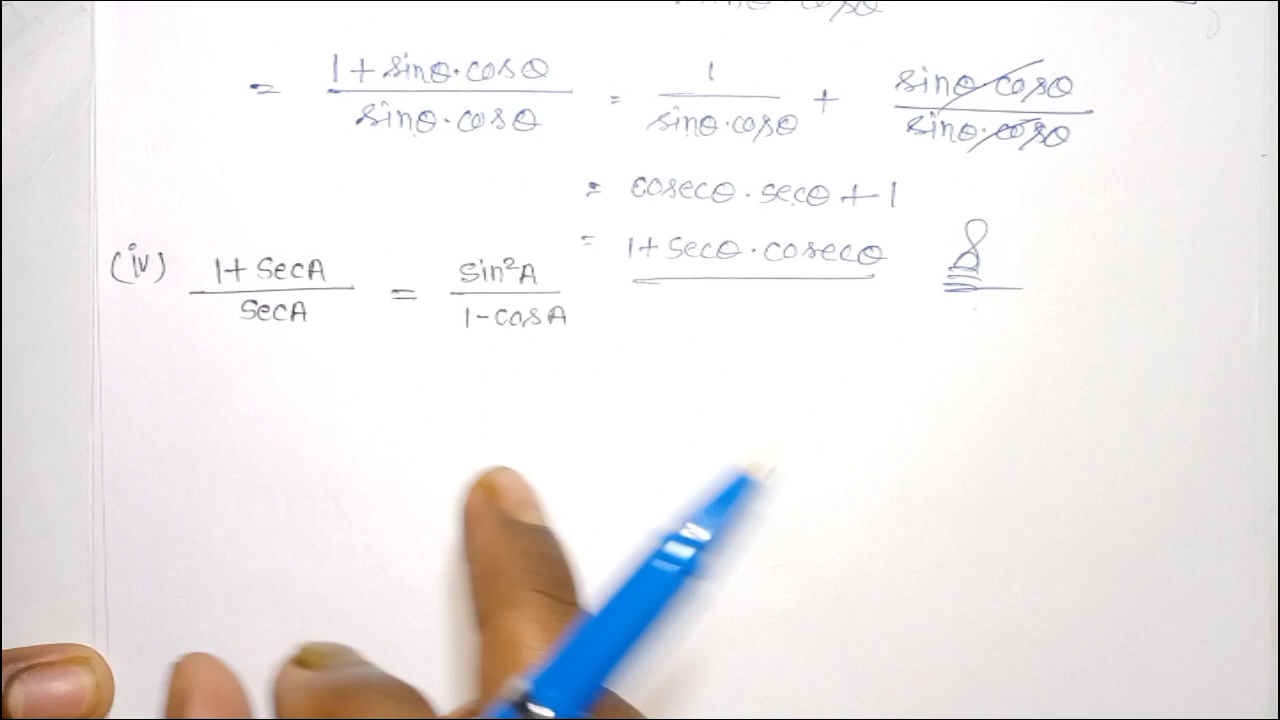 = 1 + sinθ·cosθ / sinθ·cosθ = 1 / sinθ·cosθ + sinθ·cosθ / sinθ·cosθ
= cosecθ · secθ + 1
= 1 + secθ · cosecθ
(iv) 1 + secA / secA = sin²A / 1 - cosA